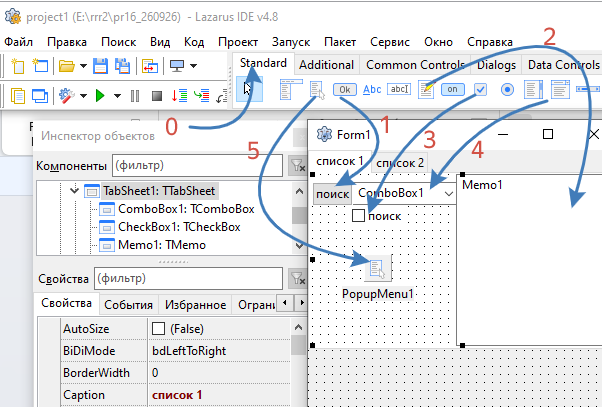 project1 (E:\rrr2\pr16_260926) - Lazarus IDE v4.8
Файл Правка Поиск Вид Код Проект Запуск Пакет Сервис Окно Справка
Standard Additional Common Controls Dialogs Data Controls
2
Ok Abc abcI on
0
5
1
3
4
Инспектор объектов
Form1
список 1 список 2
Компоненты (фильтр)
поиск ComboBox1 Memo1
TabSheet1: TTabSheet
ComboBox1: TComboBox
поиск
CheckBox1: TCheckBox
Memo1: TMemo
Свойства (фильтр)
PopupMenu1
Свойства События Избранное Ограни
AutoSize (False)
BiDiMode bdLeftToRight
BorderWidth 0
Caption список 1